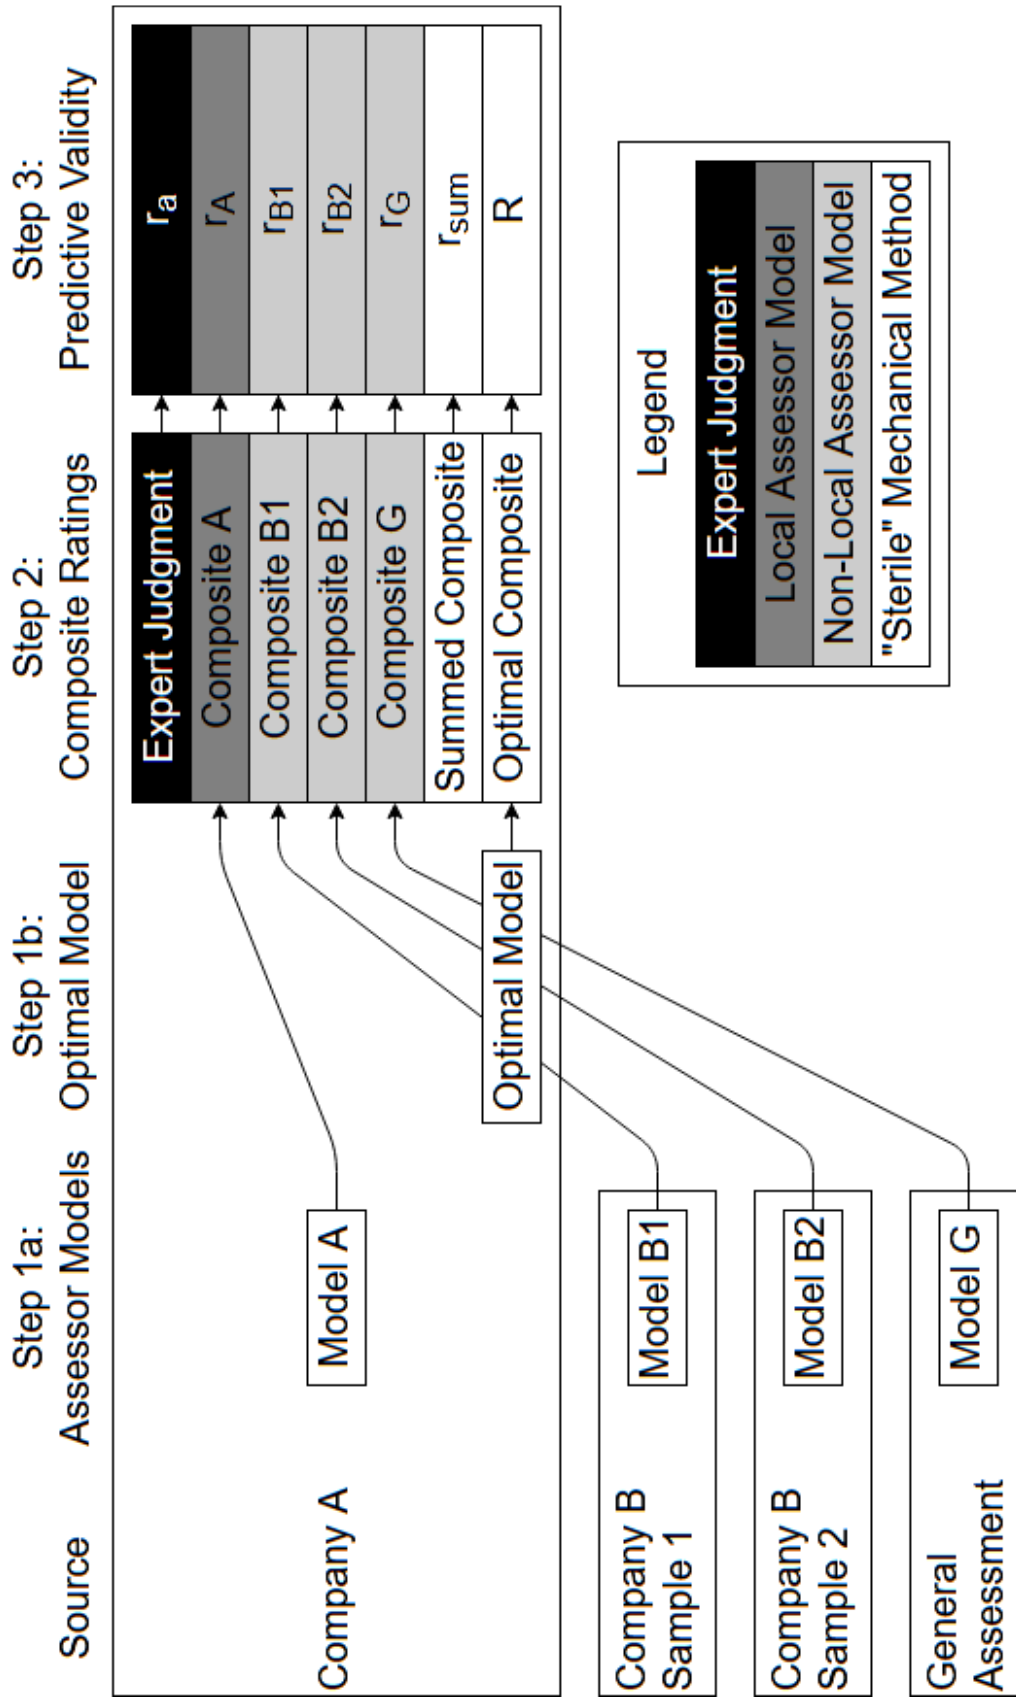 Source
Step 1a:
Assessor Models
Step 1b:
Optimal Model
Step 2:
Composite Ratings
Step 3:
Predictive Validity
Company A
Model A
Optimal Model
Expert Judgment
Composite A
Composite B1
Composite B2
Composite G
Summed Composite
Optimal Composite
ra
rA
rB1
rB2
rG
rsum
R
Company B
Sample 1
Model B1
Company B
Sample 2
Model B2
General
Assessment
Model G
Legend
Expert Judgment
Local Assessor Model
Non-Local Assessor Model
"Sterile" Mechanical Method